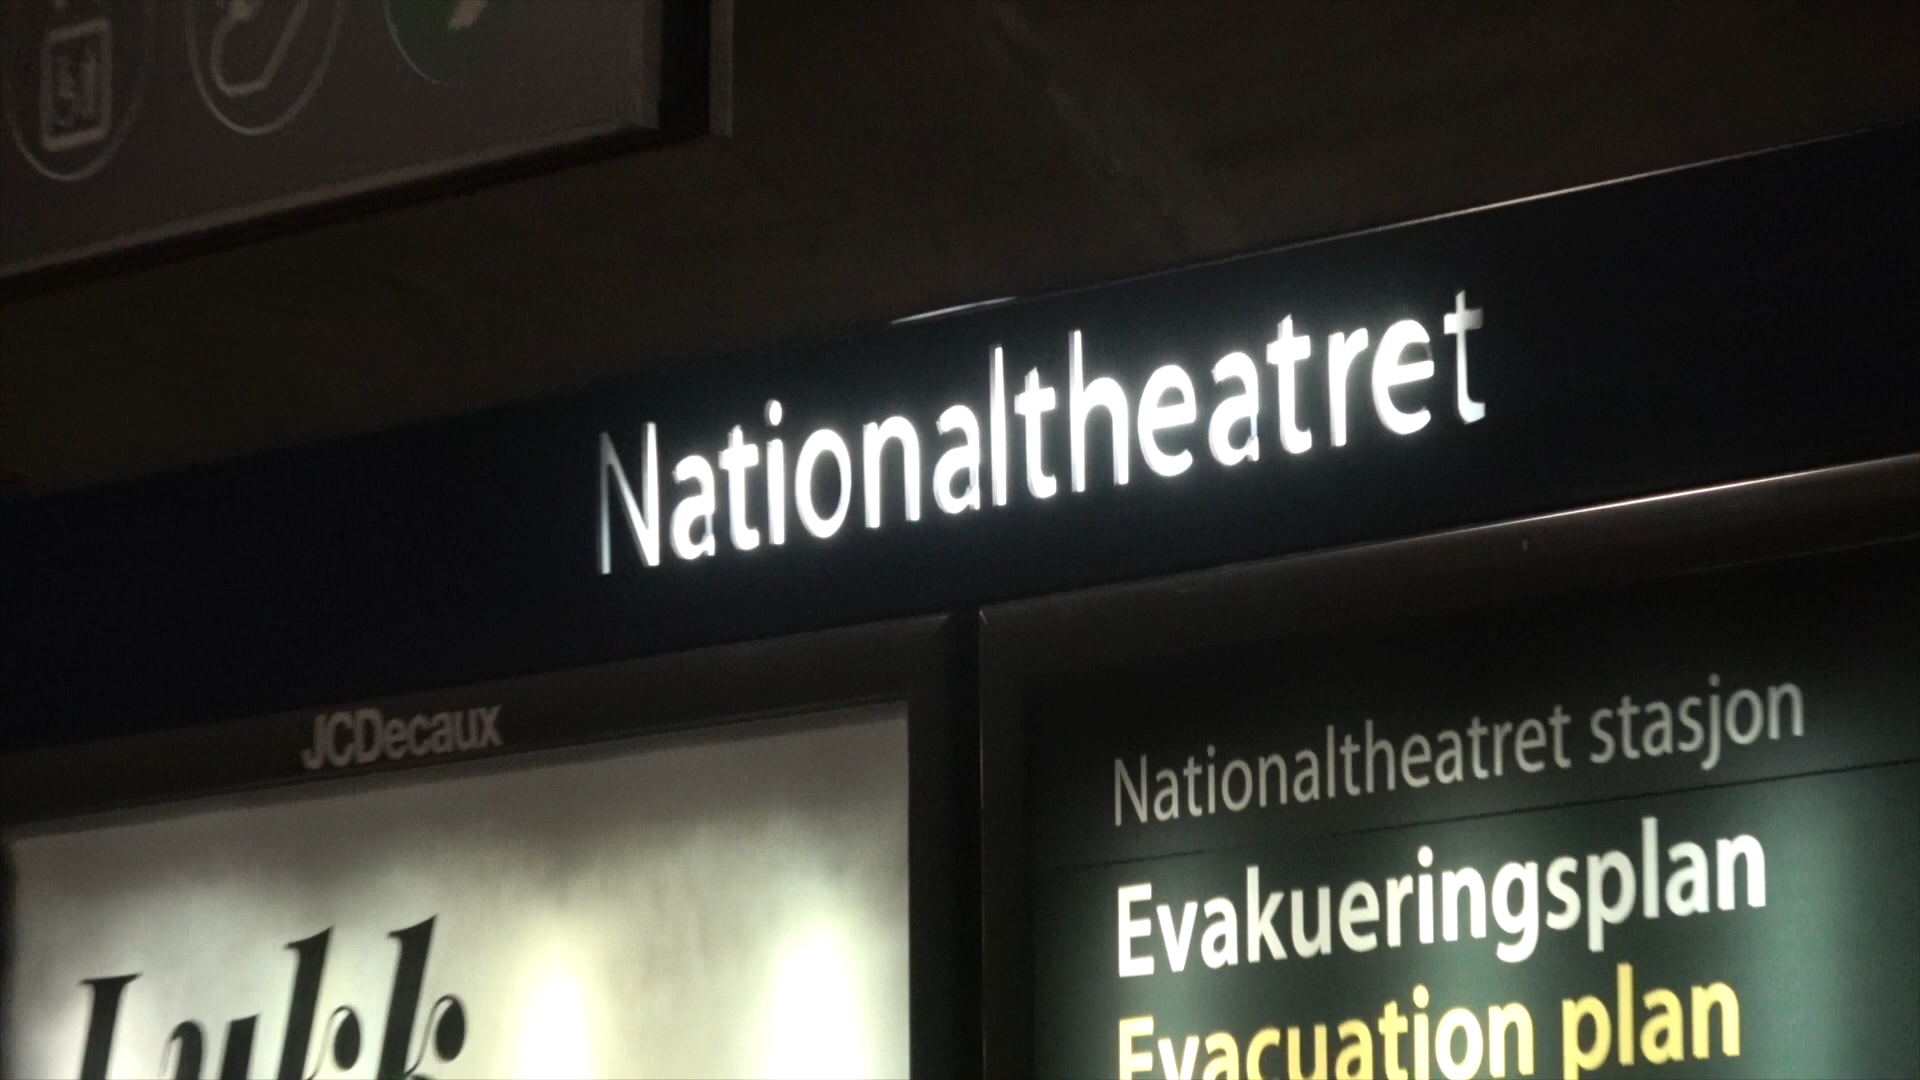 Nationaltheatret
JCDecaux
Nationaltheatret stasjon
Evakueringsplan
Evacuation plan